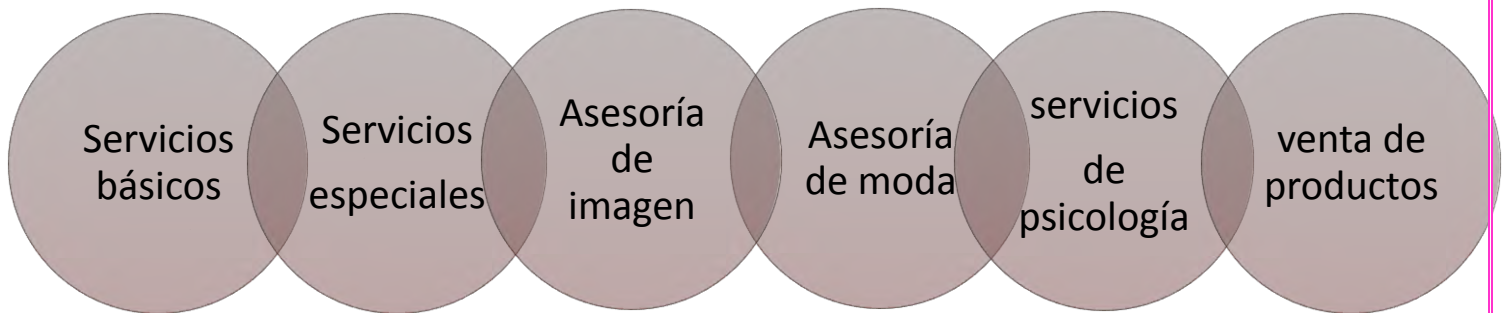 Servicios
básicos
Servicios
especiales
Asesoría
de
imagen
Asesoría
de moda
servicios
de
psicología
venta de
productos